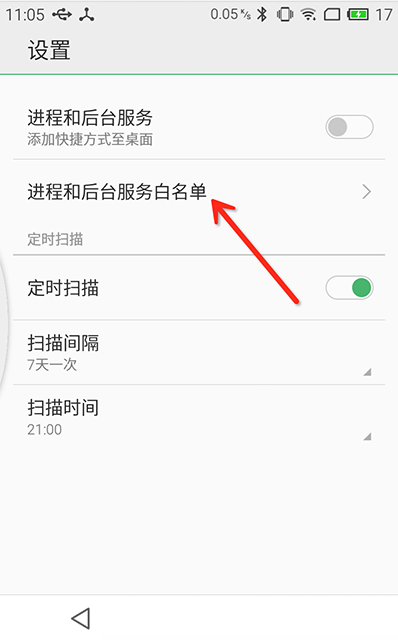 11:05 0.05 K/s 17
设置
进程和后台服务
添加快捷方式至桌面
进程和后台服务白名单
定时扫描
定时扫描
扫描间隔
7天一次
扫描时间
21:00